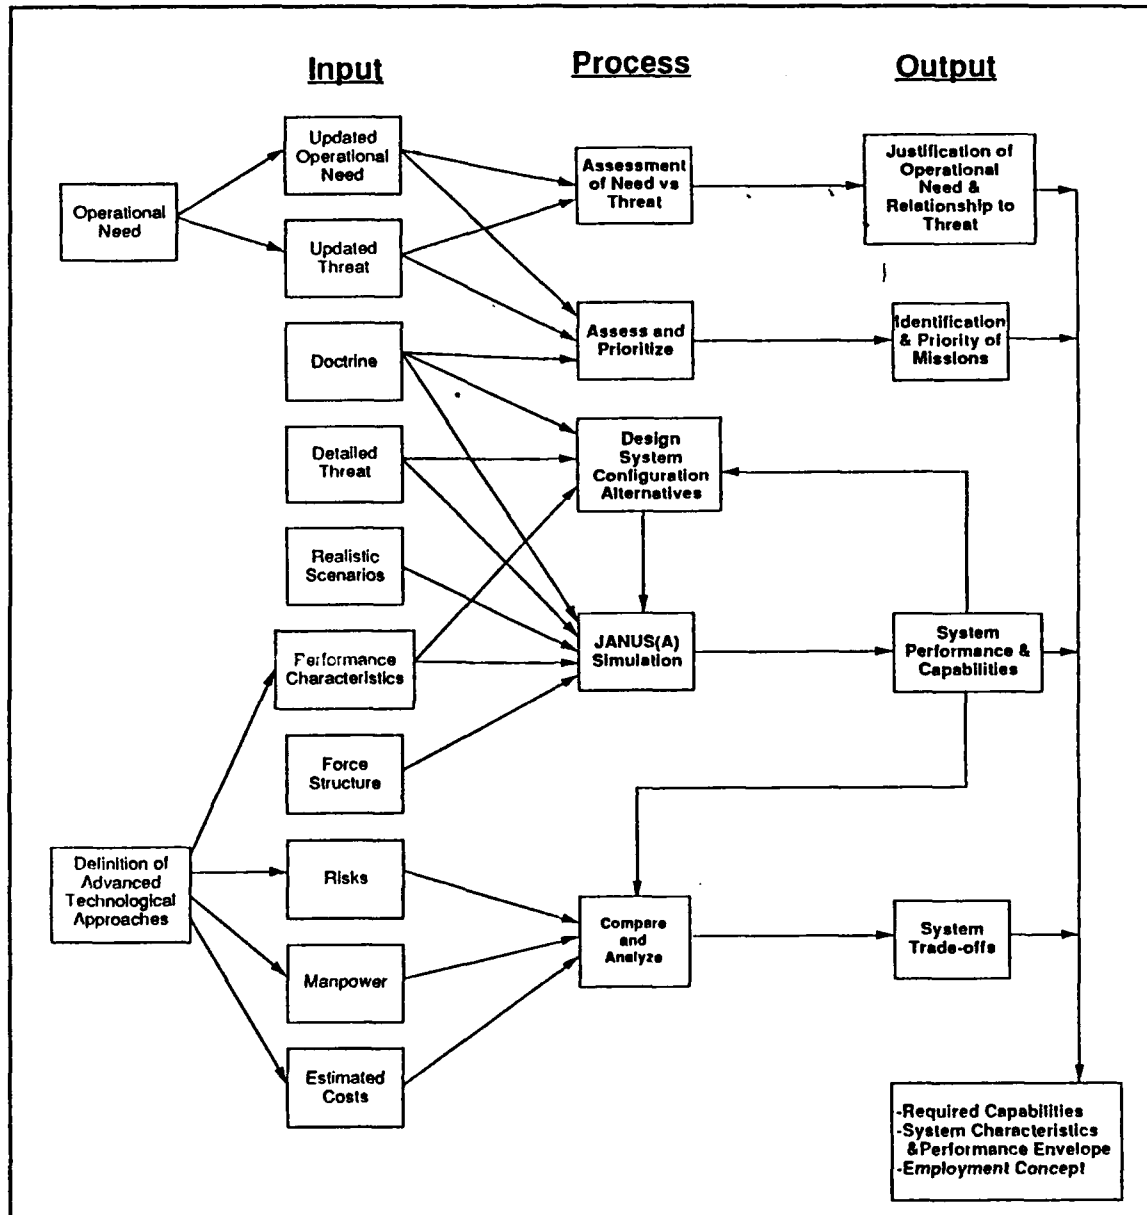 Input
Process
Output
Operational
Need
Updated
Operational
Need
Updated
Threat
Doctrine
Detailed
Threat
Realistic
Scenarios
Performance
Characteristics
Force
Structure
Definition of
Advanced
Technological
Approaches
Risks
Manpower
Estimated
Costs
Assessment
of Need vs
Threat
Assess and
Prioritize
Design
System
Configuration
Alternatives
JANUS(A)
Simulation
Compare
and
Analyze
Justification of
Operational
Need &
Relationship to
Threat
Identification
& Priority of
Missions
System
Performance &
Capabilities
System
Trade-offs
-Required Capabilities
-System Characteristics
&Performance Envelope
-Employment Concept